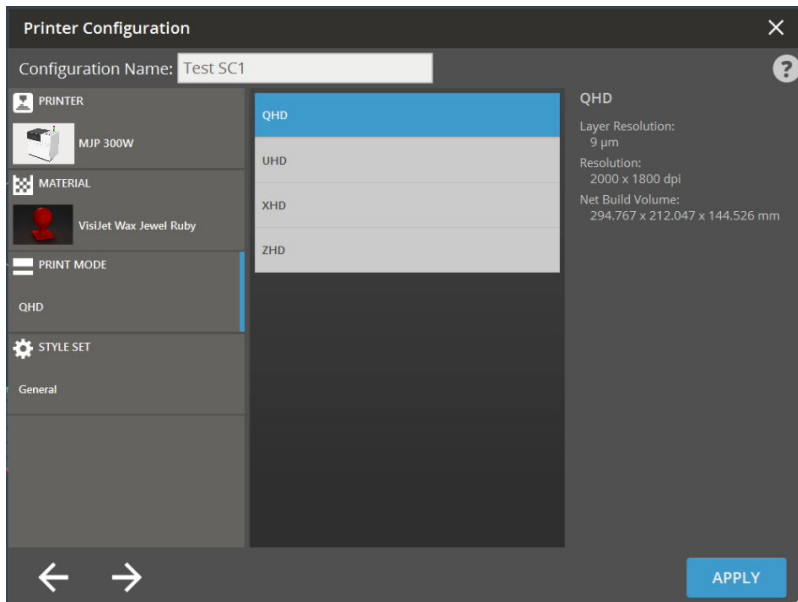 Printer Configuration
Configuration Name: Test SC1
?
PRINTER
MJP 300W
MATERIAL
VisiJet Wax Jewel Ruby
PRINT MODE
QHD
STYLE SET
General
QHD
UHD
XHD
ZHD
QHD
Layer Resolution:
9 µm
Resolution:
2000 x 1800 dpi
Net Build Volume:
294.767 x 212.047 x 144.526 mm
APPLY